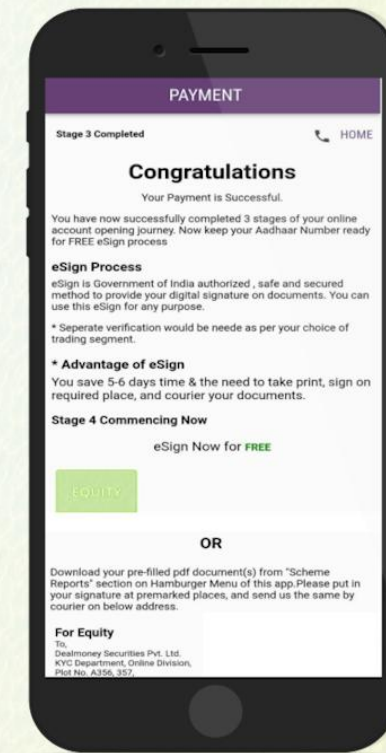 PAYMENT
Stage 3 Completed
HOME
Congratulations
Your Payment is Successful.
You have now successfully completed 3 stages of your online
account opening journey. Now keep your Aadhaar Number ready
for FREE eSign process
eSign Process
eSign is Government of India authorized , safe and secured
method to provide your digital signature on documents. You can
use this eSign for any purpose.
* Seperate verification would be neede as per your choice of
trading segment.
* Advantage of eSign
You save 5-6 days time & the need to take print, sign on
required place, and courier your documents.
Stage 4 Commencing Now
eSign Now for FREE
EQUITY
OR
Download your pre-filled pdf document(s) from "Scheme
Reports" section on Hamburger Menu of this app.Please put in
your signature at premarked places, and send us the same by
courier on below address.
For Equity
To,
Dealmoney Securities Pvt. Ltd.
KYC Department, Online Division,
Plot No. A356, 357,